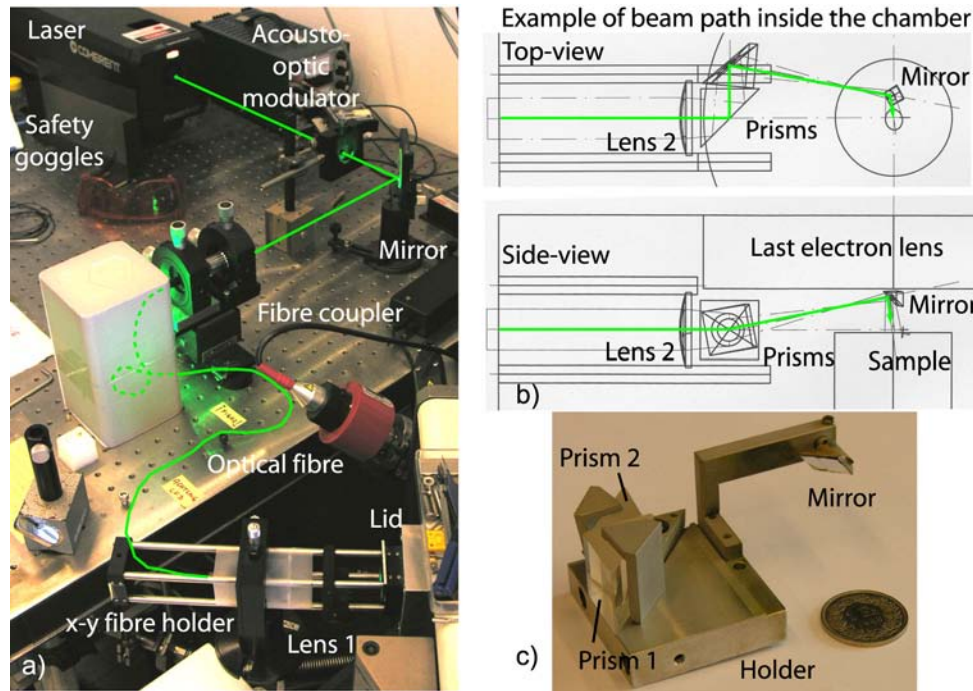 Laser
COHERENT
Acousto-
optic
modulator
Safety
goggles
Mirror
Fibre coupler
Optical fibre
Lid
x-y fibre holder
Lens 1
a)
Example of beam path inside the chamber
Top-view
Mirror
Lens 2
Prisms
Side-view
Last electron lens
Mirror
Lens 2
Prisms
Sample
b)
Prism 2
Mirror
Prism 1
Holder
c)